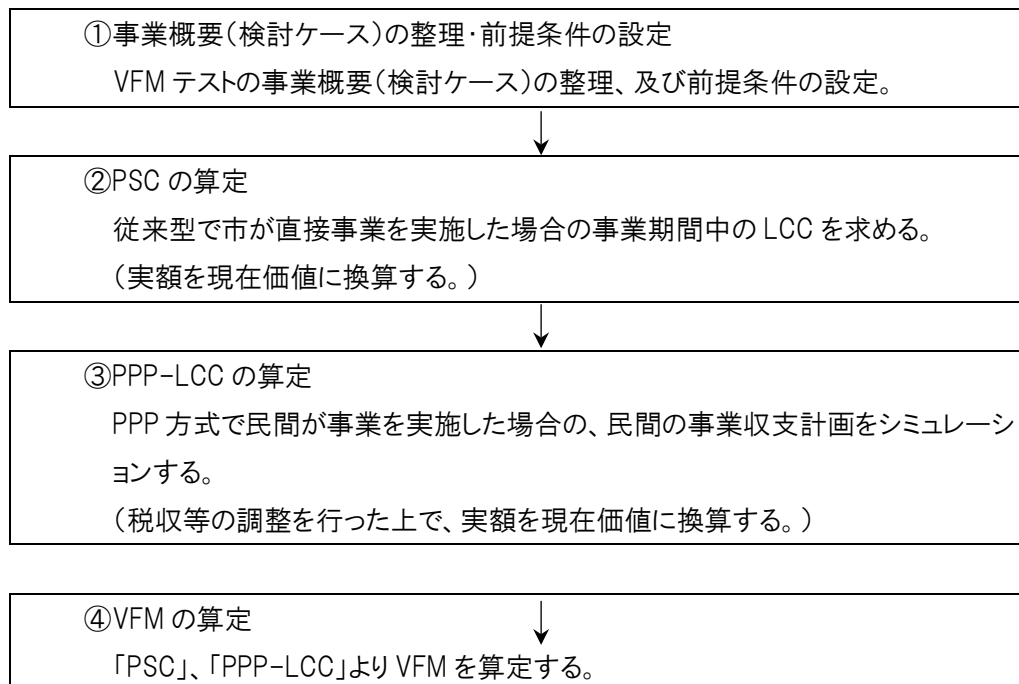 ①事業概要(検討ケース)の整理・前提条件の設定
VFM テストの事業概要(検討ケース)の整理、及び前提条件の設定。
②PSC の算定
従来型で市が直接事業を実施した場合の事業期間中の LCC を求める。
(実額を現在価値に換算する。)
③PPP-LCC の算定
PPP 方式で民間が事業を実施した場合の、民間の事業収支計画をシミュレーシ
ョンする。
(税収等の調整を行った上で、実額を現在価値に換算する。)
④VFM の算定
「PSC」、「PPP-LCC」より VFM を算定する。